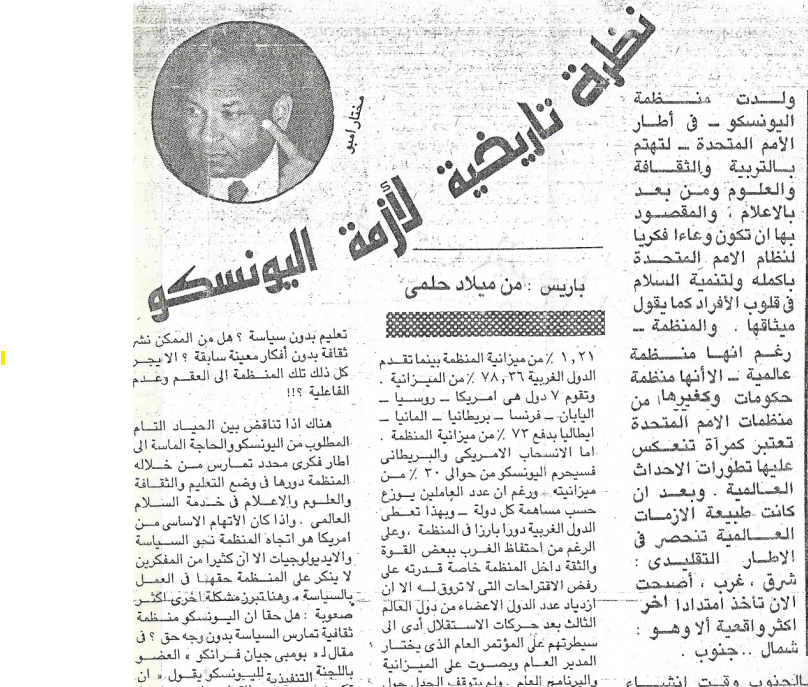 نظرة تاريخية لأزمة اليونسكو
مختار امبو
باريس : من ميلاد حلمى
ولدت منظمة
اليونسكو ــ فى أطار
الأمم المتحدة ــ لتهتم
بالتربية والثقافة
والعلوم ومن بعد
بالاعلام ، والمقصود
بها ان تكون وعاءا فكريا
لنظام الامم المتحدة
باكمله ولتنمية السلام
فى قلوب الأفراد كما يقول
ميثاقها . والمنظمة ــ
رغم انها منظمة
عالمية ــ الا أنها منظمة
حكومات وكغيرها من
منظمات الامم المتحدة
تعتبر كمرآة تنعكس
عليها تطورات الاحداث
العالمية . وبعد ان
كانت طبيعة الازمات
العالمية تنحصر فى
الاطار التقليدى :
شرق ، غرب ، أصبحت
الان تأخذ امتدادا اخر
اكثر واقعية ألا وهو :
شمال .. جنوب .
الجنوب وقت انشاء
١,٢١ ٪ من ميزانية المنظمة بينما تقدم
الدول الغربية ٧٨,٣٦ ٪ من الميزانية .
وتقوم ٧ دول هى امريكا ــ روسيا ــ
اليابان ــ فرنسا ــ بريطانيا ــ المانيا ــ
ايطاليا بدفع ٧٣ ٪ من ميزانية المنظمة .
اما الانسحاب الامريكى والبريطانى
فسيحرم اليونسكو من حوالى ٣٠ ٪ من
ميزانيته . ورغم ان عدد العاملين يوزع
حسب مساهمة كل دولة ــ وبهذا تعطى
الدول الغربية دورا بارزا فى المنظمة ، وعلى
الرغم من احتفاظ الغرب ببعض القوة
والثقة داخل المنظمة خاصة قدرته على
رفض الاقتراحات التى لا تروق له الا ان
ازدياد عدد الدول الاعضاء من دول العالم
الثالث بعد حركات الاستقلال أدى الى
سيطرتهم على المؤتمر العام الذى يختار
المدير العام ويصوت على الميزانية
والبرنامج العام . ولم يتوقف الجدل حول
تعليم بدون سياسة ؟ هل من الممكن نشر
ثقافة بدون أفكار معينة سابقة ؟ الا يجر
كل ذلك تلك المنظمة الى العقم وعدم
الفاعلية ؟!!
هناك اذا تناقض بين الحياد التام
المطلوب من اليونسكو والحاجة الماسة الى
اطار فكرى محدد تمارس من خلاله
المنظمة دورها فى وضع التعليم والثقافة
والعلوم والاعلام فى خدمة السلام
العالمى . واذا كان الاتهام الاساسى من
امريكا هو اتجاه المنظمة نحو السياسة
والايديولوجيات الا ان كثيرا من المفكرين
لا ينكر على المنظمة حقها فى العمل
بالسياسة ، وهنا تبرز مشكلة اخرى اكثر
صعوبة : هل حقا ان اليونسكو منظمة
ثقافية تمارس السياسة بدون وجه حق ؟ فى
مقال لـ « بومبى جيان فرانكو » العضو
باللجنة التنفيذية لليونسكو يقول « ان